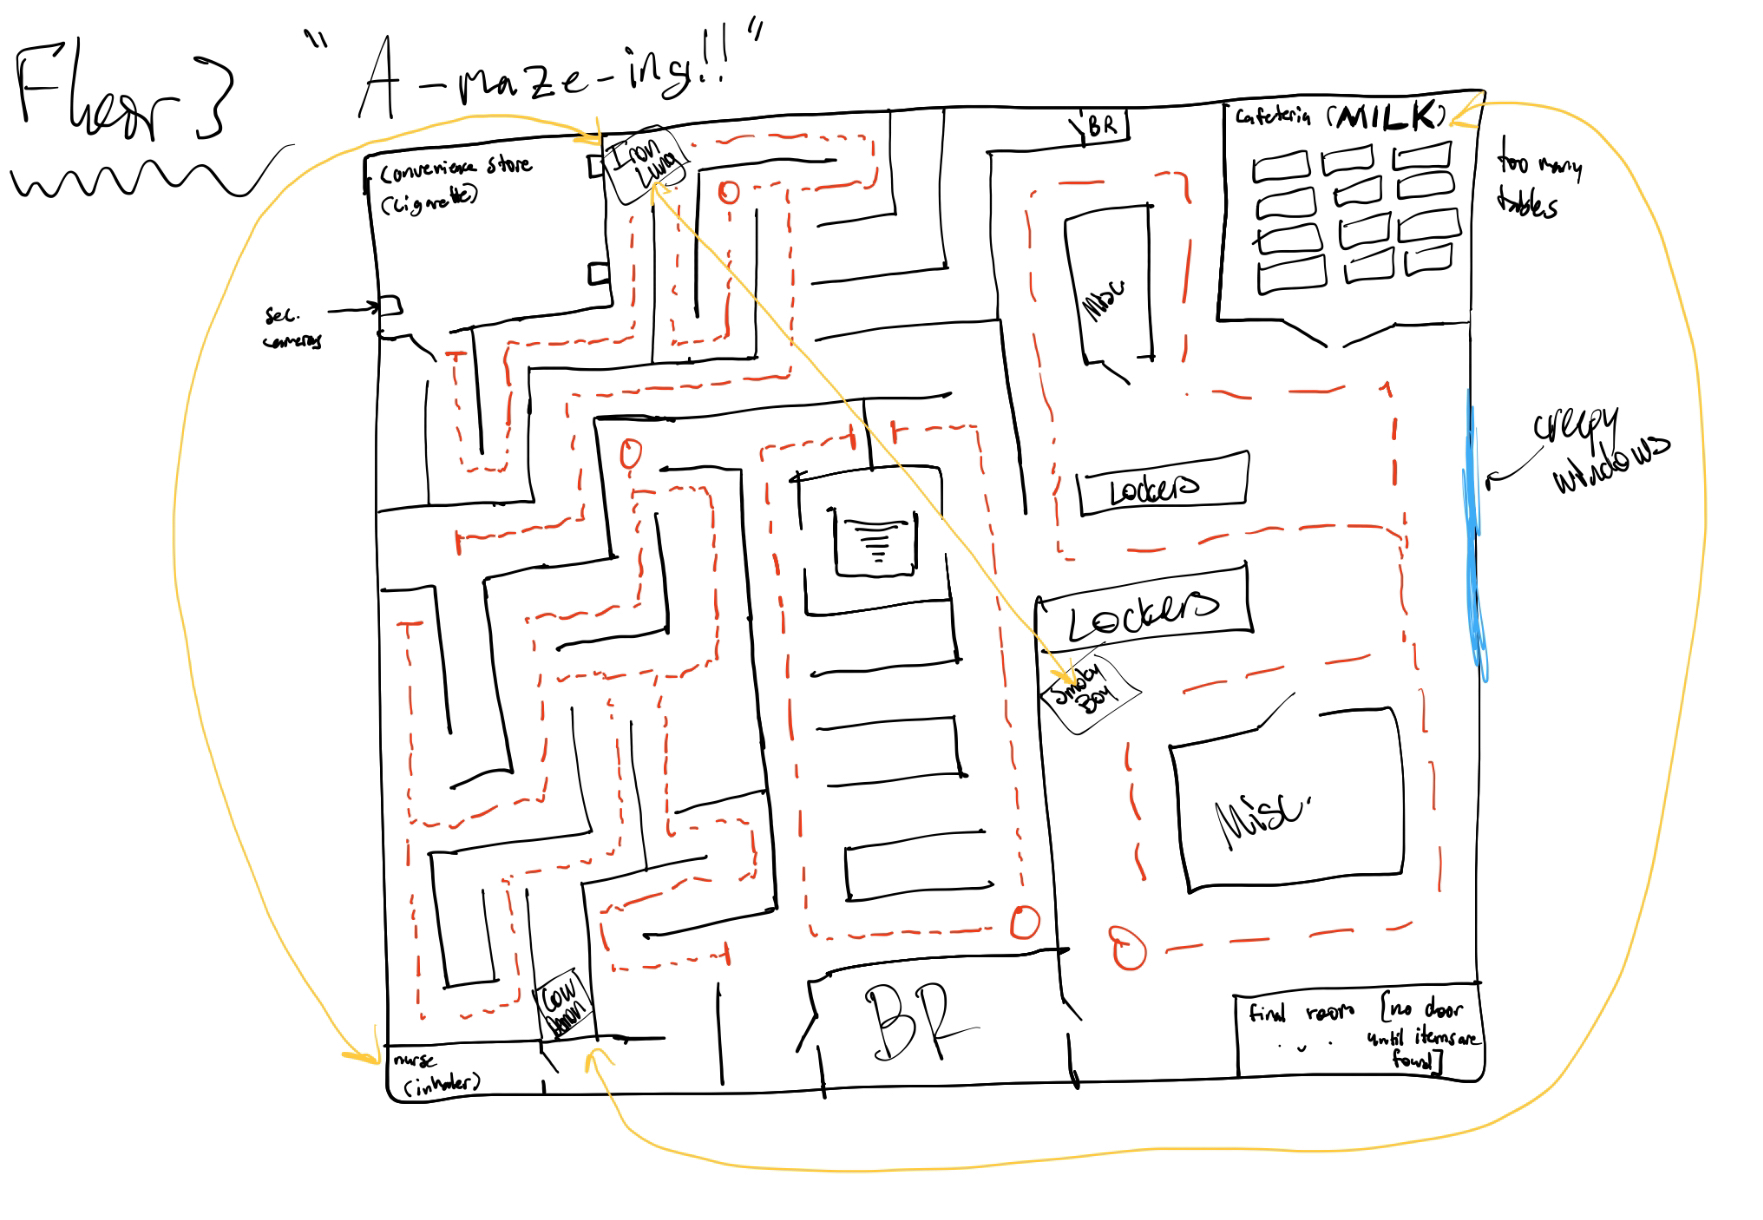 Floor 3
"A-maze-ing!!"
Convenience store
(Cigarette)
Iron
Lung
BR
Cafeteria (MILK)
too many
tables
sec.
cameras
Misc
creepy
windows
Lockers
Lockers
Smoky
Boy
Misc.
Cow
Demon
BR
nurse
(inhaler)
final room [no door
until items are
found]